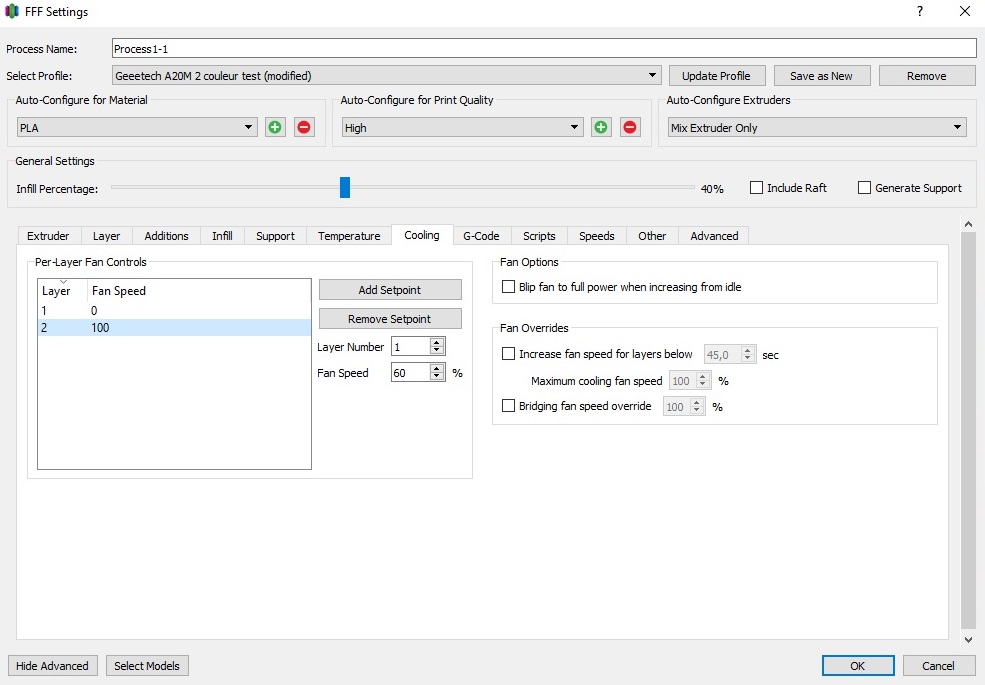 FFF Settings
?
Process Name: Process1-1
Select Profile: Geeetech A20M 2 couleur test (modified) Update Profile Save as New Remove
Auto-Configure for Material Auto-Configure for Print Quality Auto-Configure Extruders
PLA High Mix Extruder Only
General Settings
Infill Percentage: 40% Include Raft Generate Support
Extruder Layer Additions Infill Support Temperature Cooling G-Code Scripts Speeds Other Advanced
Per-Layer Fan Controls
Layer Fan Speed
1 0
2 100
Add Setpoint
Remove Setpoint
Layer Number 1
Fan Speed 60 %
Fan Options
Blip fan to full power when increasing from idle
Fan Overrides
Increase fan speed for layers below 45,0 sec
Maximum cooling fan speed 100 %
Bridging fan speed override 100 %
Hide Advanced Select Models OK Cancel